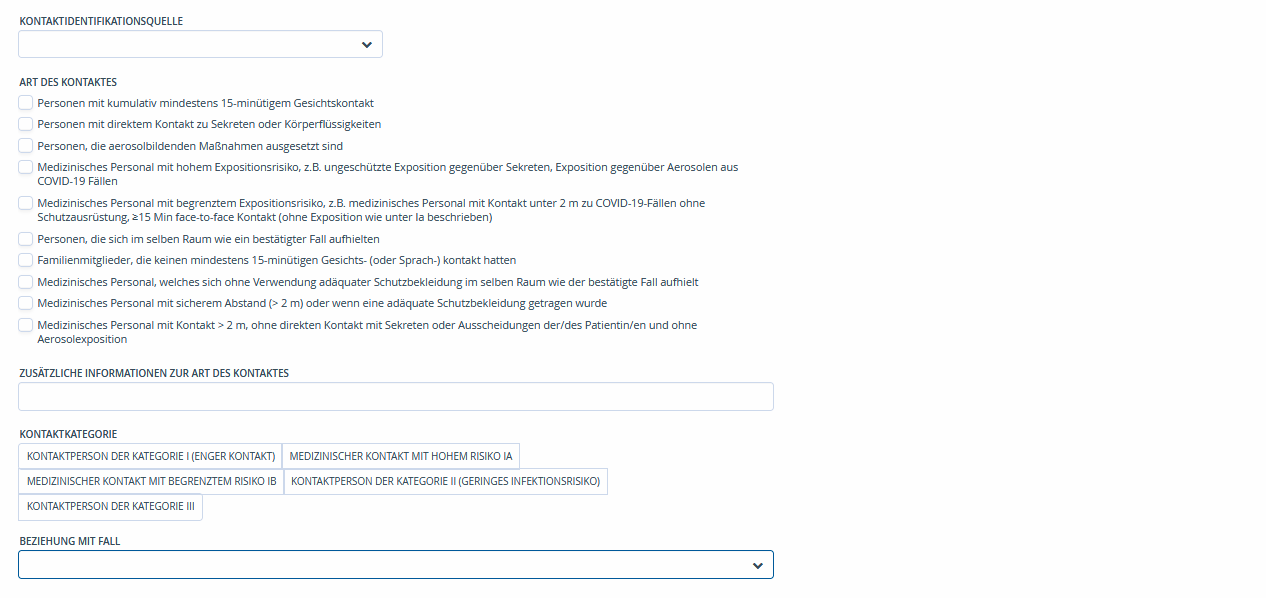 KONTAKTIDENTIFIKATIONSQUELLE
ART DES KONTAKTES
Personen mit kumulativ mindestens 15-minütigem Gesichtskontakt
Personen mit direktem Kontakt zu Sekreten oder Körperflüssigkeiten
Personen, die aerosolbildenden Maßnahmen ausgesetzt sind
Medizinisches Personal mit hohem Expositionsrisiko, z.B. ungeschützte Exposition gegenüber Sekreten, Exposition gegenüber Aerosolen aus
COVID-19 Fällen
Medizinisches Personal mit begrenztem Expositionsrisiko, z.B. medizinisches Personal mit Kontakt unter 2 m zu COVID-19-Fällen ohne
Schutzausrüstung, ≥15 Min face-to-face Kontakt (ohne Exposition wie unter Ia beschrieben)
Personen, die sich im selben Raum wie ein bestätigter Fall aufhielten
Familienmitglieder, die keinen mindestens 15-minütigen Gesichts- (oder Sprach-) kontakt hatten
Medizinisches Personal, welches sich ohne Verwendung adäquater Schutzbekleidung im selben Raum wie der bestätigte Fall aufhielt
Medizinisches Personal mit sicherem Abstand (> 2 m) oder wenn eine adäquate Schutzbekleidung getragen wurde
Medizinisches Personal mit Kontakt > 2 m, ohne direkten Kontakt mit Sekreten oder Ausscheidungen der/des Patientin/en und ohne
Aerosolexposition
ZUSÄTZLICHE INFORMATIONEN ZUR ART DES KONTAKTES
KONTAKTKATEGORIE
KONTAKTPERSON DER KATEGORIE I (ENGER KONTAKT) MEDIZINISCHER KONTAKT MIT HOHEM RISIKO IA
MEDIZINISCHER KONTAKT MIT BEGRENZTEM RISIKO IB KONTAKTPERSON DER KATEGORIE II (GERINGES INFEKTIONSRISIKO)
KONTAKTPERSON DER KATEGORIE III
BEZIEHUNG MIT FALL